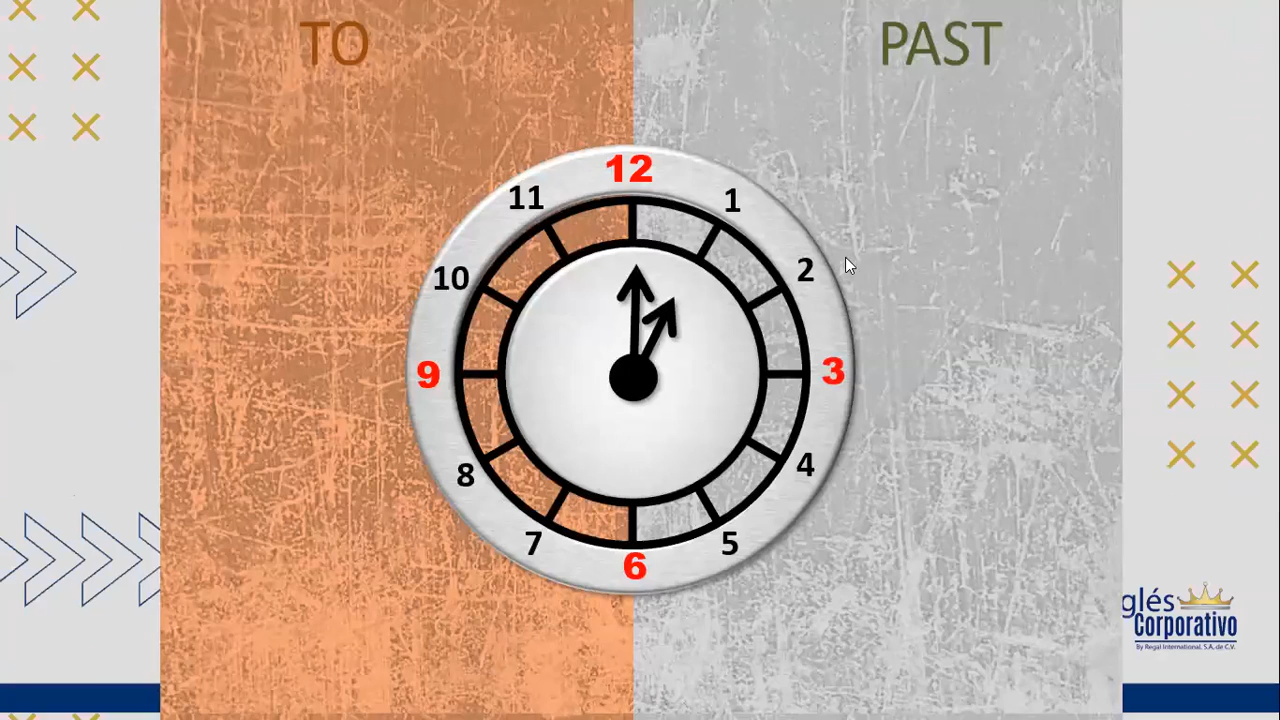 TO
PAST
12
11
1
10
2
9
3
8
4
7
5
6
glés
Corporativo
By Regal International, S.A. de C.V.